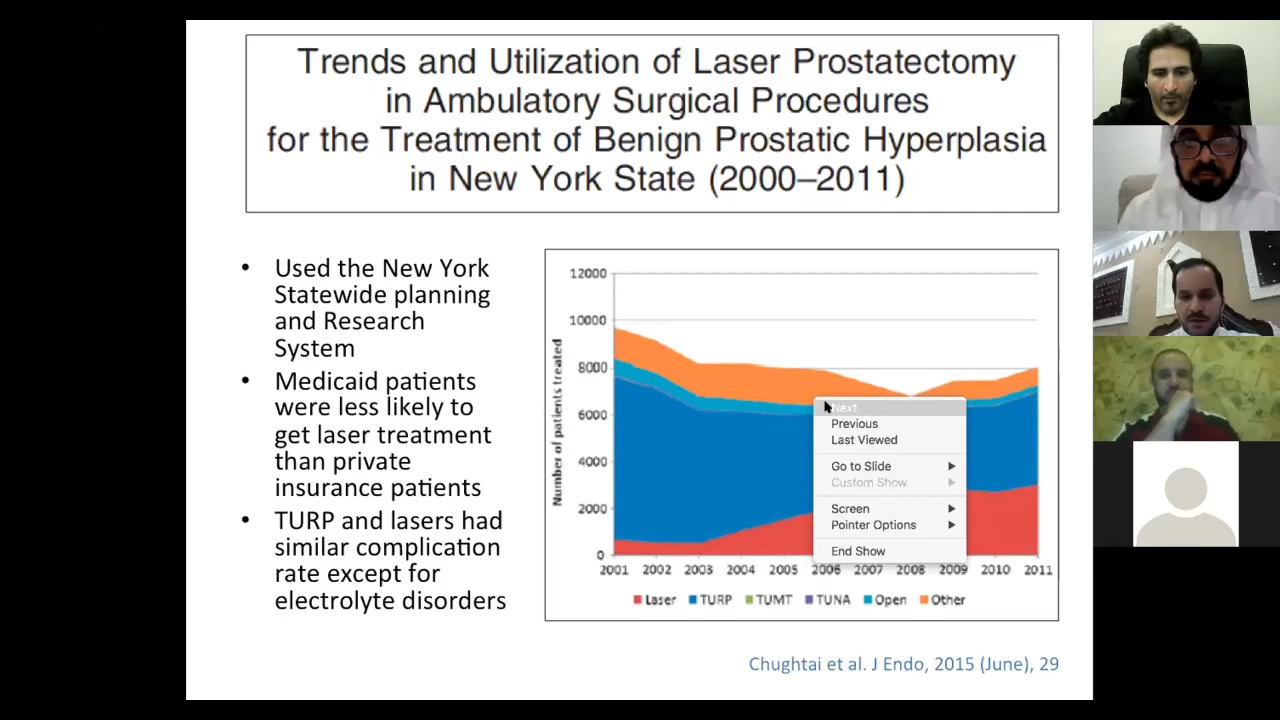 Trends and Utilization of Laser Prostatectomy
in Ambulatory Surgical Procedures
for the Treatment of Benign Prostatic Hyperplasia
in New York State (2000–2011)
• Used the New York
Statewide planning
and Research
System
• Medicaid patients
were less likely to
get laser treatment
than private
insurance patients
• TURP and lasers had
similar complication
rate except for
electrolyte disorders
Number of patients treated
12000
10000
8000
6000
4000
2000
0
2001 2002 2003 2004 2005 2006 2007 2008 2009 2010 2011
Laser TURP TUMT TUNA Open Other
Next
Previous
Last Viewed
Go to Slide
Custom Show
Screen
Pointer Options
End Show
Chughtai et al. J Endo, 2015 (June), 29